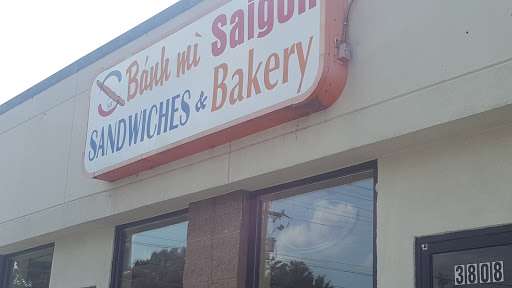 Bánh mì Saigon
SANDWICHES & Bakery
3808